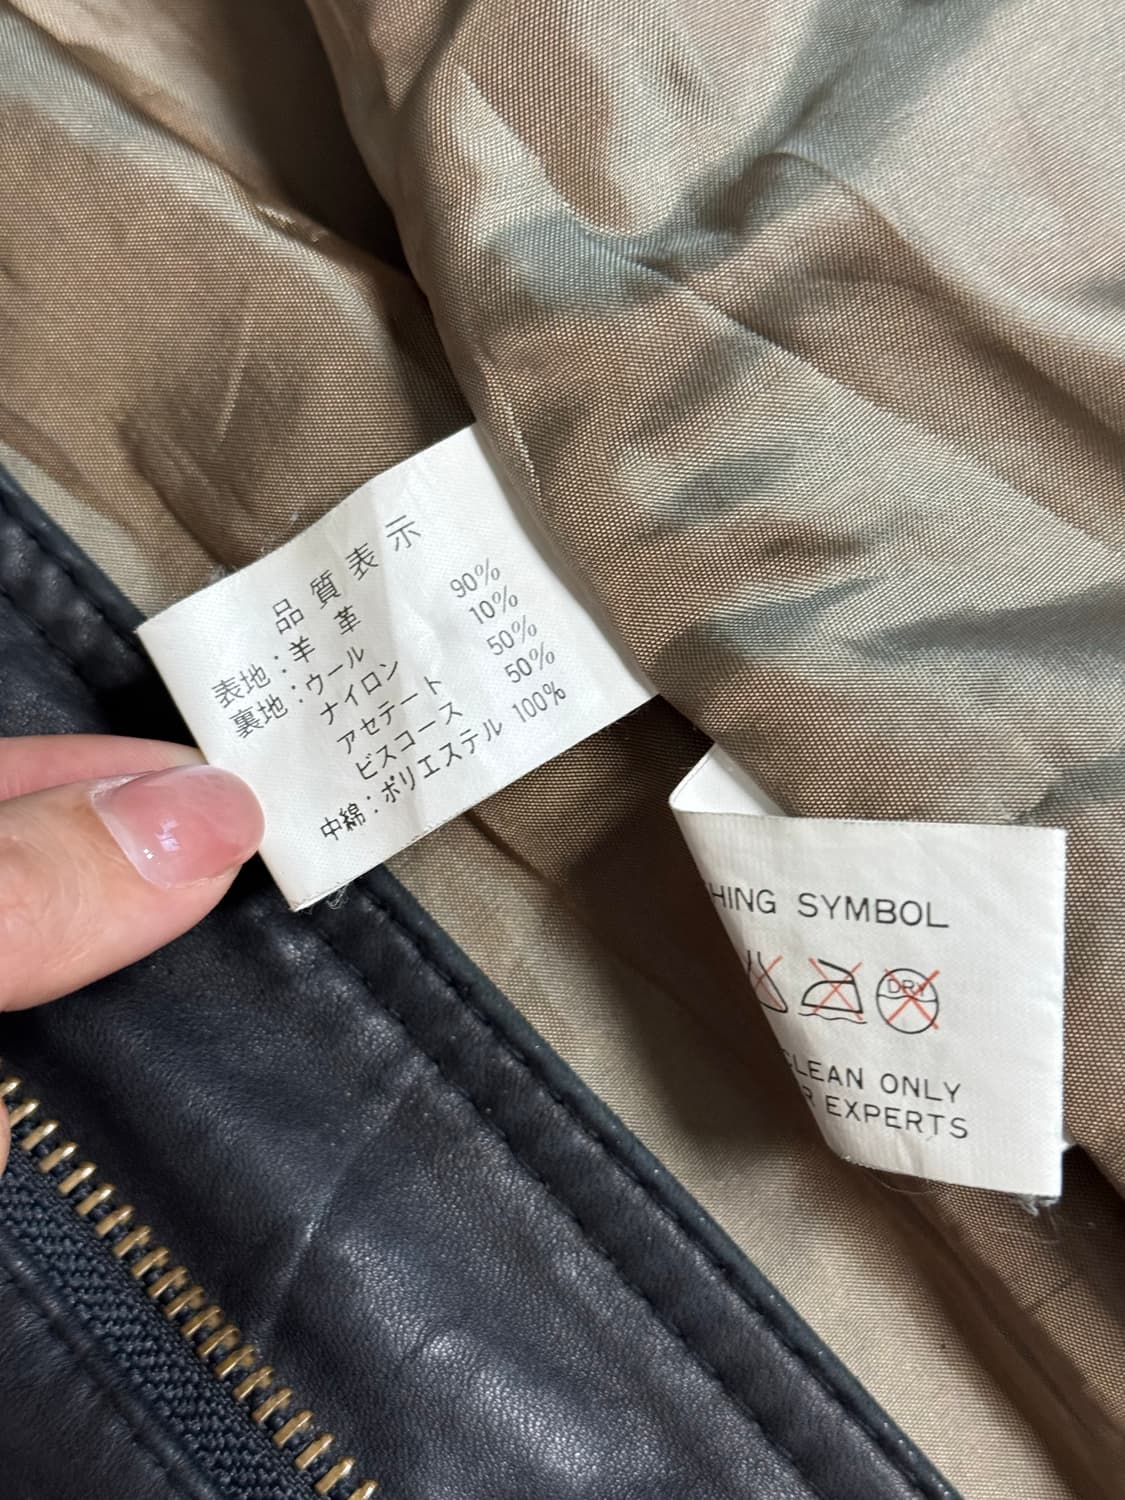 品質表示
表地：羊革
裏地：ウール 90%
ナイロン 10%
アセテート 50%
ビスコース 50%
中綿：ポリエステル 100%
SYMBOL
DRY
ONLY
EXPERTS